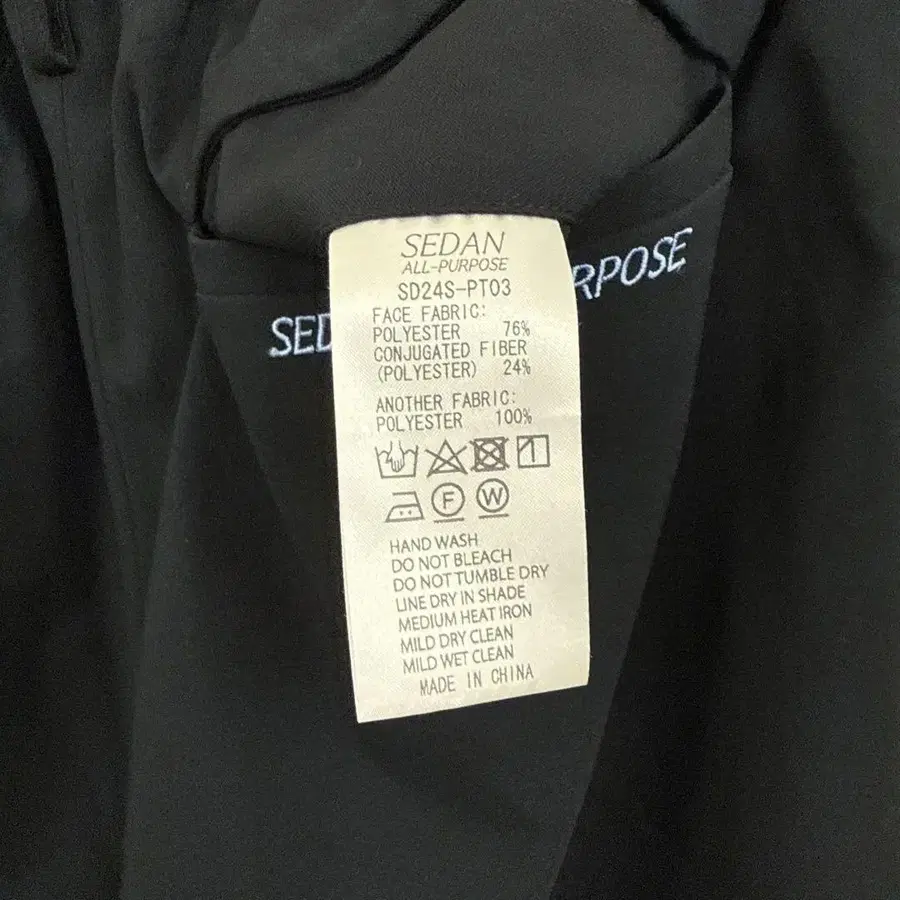 SEDAN
ALL-PURPOSE
SD24S-PT03
FACE FABRIC:
POLYESTER 76%
CONJUGATED FIBER
(POLYESTER) 24%
ANOTHER FABRIC:
POLYESTER 100%
F W
HAND WASH
DO NOT BLEACH
DO NOT TUMBLE DRY
LINE DRY IN SHADE
MEDIUM HEAT IRON
MILD DRY CLEAN
MILD WET CLEAN
MADE IN CHINA
SED RPOSE